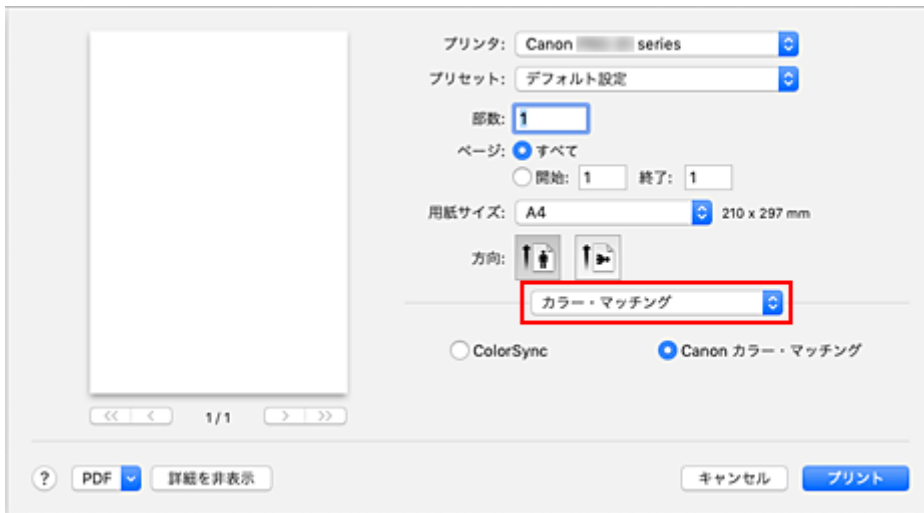 プリンタ: Canon series
プリセット: デフォルト設定
部数: 1
ページ: すべて
開始: 1 終了: 1
用紙サイズ: A4 210 x 297 mm
方向:
カラー・マッチング
ColorSync Canon カラー・マッチング
<< < 1/1 > >>
? PDF 詳細を非表示 キャンセル プリント